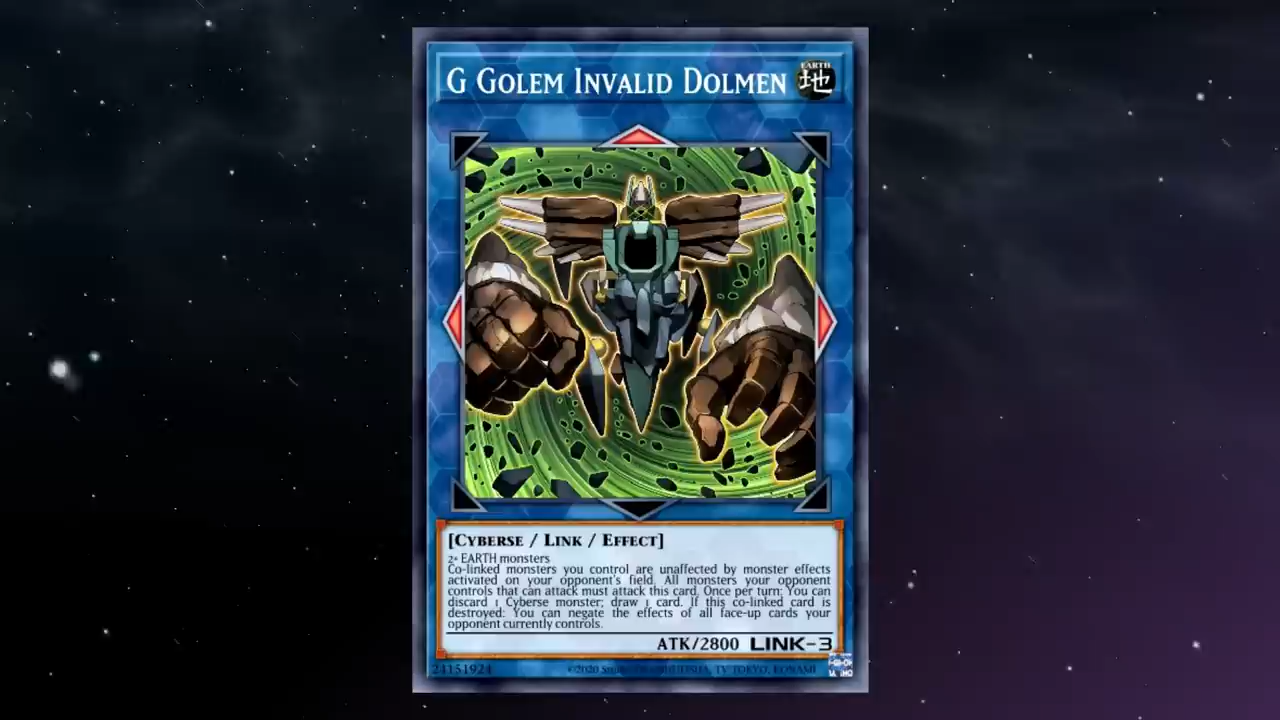 G GOLEM INVALID DOLMEN
EARTH
地
[CYBERSE / LINK / EFFECT]
2+ EARTH monsters
Co-linked monsters you control are unaffected by monster effects
activated on your opponent's field. All monsters your opponent
controls that can attack must attack this card. Once per turn: You can
discard 1 Cyberse monster; draw 1 card. If this co-linked card is
destroyed: You can negate the effects of all face-up cards your
opponent currently controls.
ATK/2800 LINK-3
24151924
©2020 TV TOKYO, KONAMI